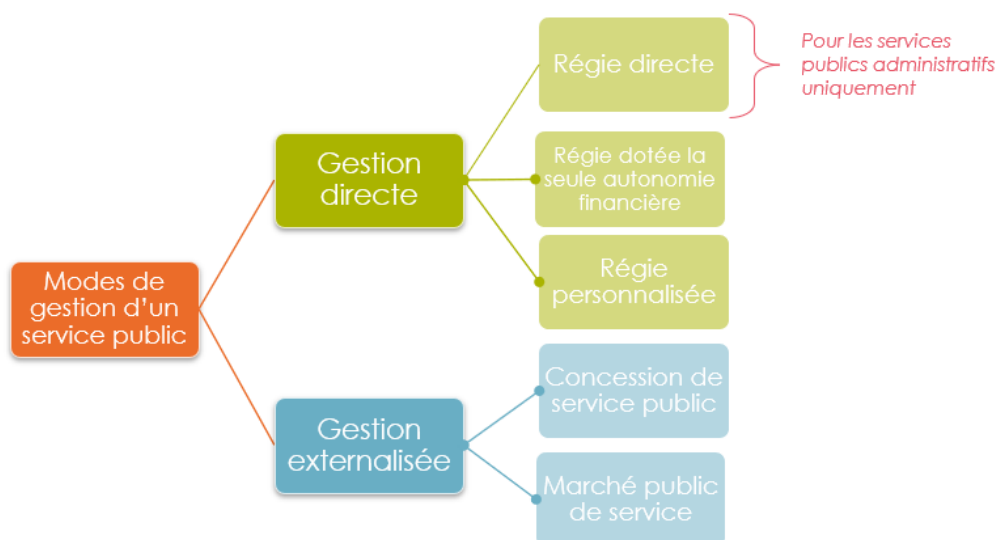 Modes de
gestion d'un
service public
Gestion
directe
Régie directe
Pour les services
publics administratifs
uniquement
Régie dotée la
seule autonomie
financière
Régie
personnalisée
Gestion
externalisée
Concession de
service public
Marché public
de service